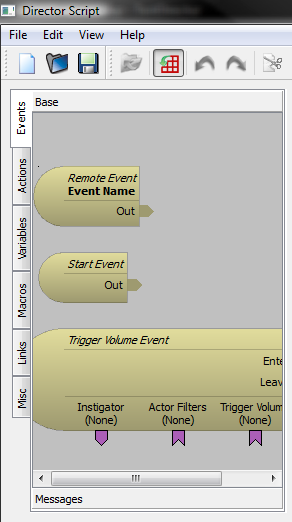 Director Script
File Edit View Help
Events
Actions
Variables
Macros
Links
Misc
Base
Remote Event
Event Name
Out
Start Event
Out
Trigger Volume Event
Ente
Leav
Instigator Actor Filters Trigger Volum
(None) (None) (None)
Messages